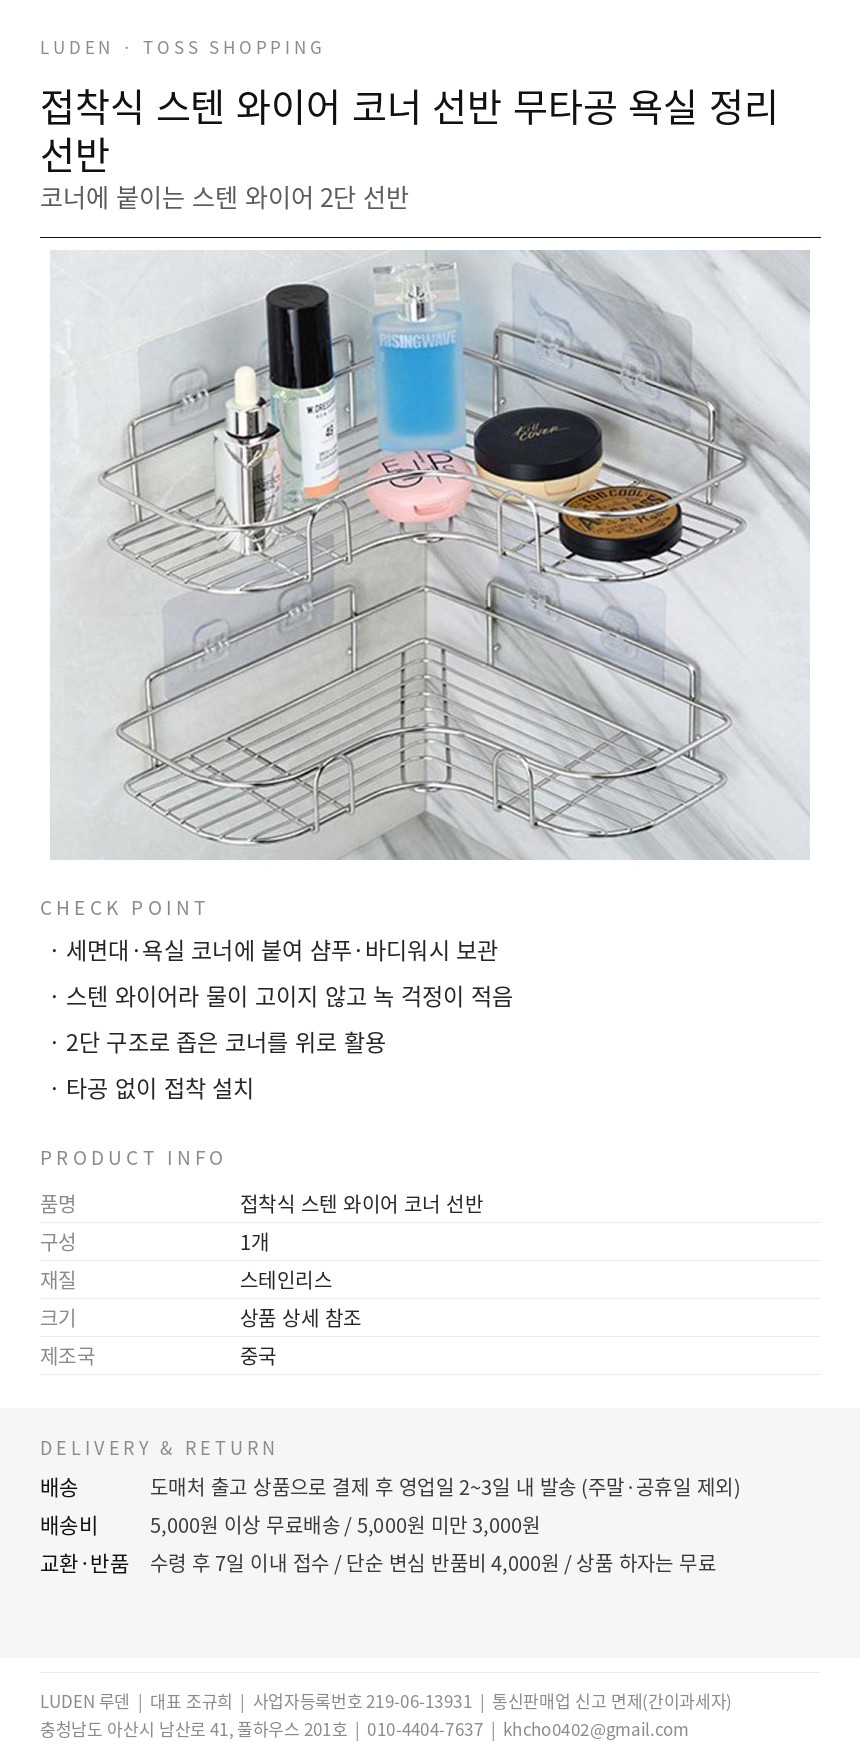 LUDEN · TOSS SHOPPING
접착식 스텐 와이어 코너 선반 무타공 욕실 정리
선반
코너에 붙이는 스텐 와이어 2단 선반
RISINGWAVE
W.DRESSROOM
49
KILL COVER
TOO COOL
CHECK POINT
· 세면대·욕실 코너에 붙여 샴푸·바디워시 보관
· 스텐 와이어라 물이 고이지 않고 녹 걱정이 적음
· 2단 구조로 좁은 코너를 위로 활용
· 타공 없이 접착 설치
PRODUCT INFO
품명 접착식 스텐 와이어 코너 선반
구성 1개
재질 스테인리스
크기 상품 상세 참조
제조국 중국
DELIVERY & RETURN
배송 도매처 출고 상품으로 결제 후 영업일 2~3일 내 발송 (주말·공휴일 제외)
배송비 5,000원 이상 무료배송 / 5,000원 미만 3,000원
교환·반품 수령 후 7일 이내 접수 / 단순 변심 반품비 4,000원 / 상품 하자는 무료
LUDEN 루덴 | 대표 조규희 | 사업자등록번호 219-06-13931 | 통신판매업 신고 면제(간이과세자)
충청남도 아산시 남산로 41, 풀하우스 201호 | 010-4404-7637 | khcho0402@gmail.com